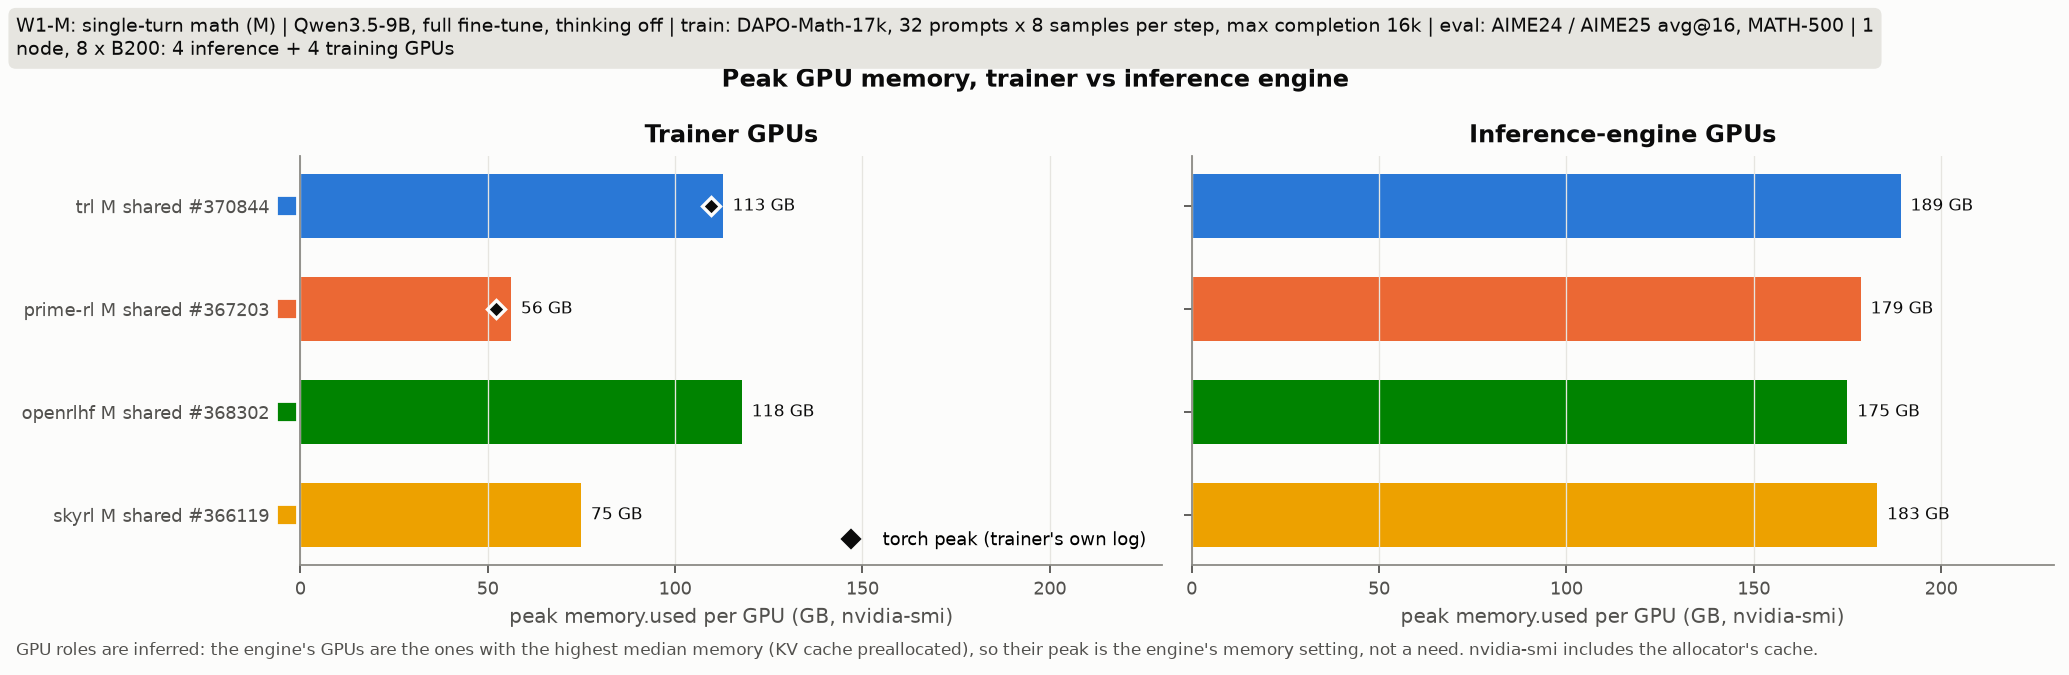 W1-M: single-turn math (M) | Qwen3.5-9B, full fine-tune, thinking off | train: DAPO-Math-17k, 32 prompts x 8 samples per step, max completion 16k | eval: AIME24 / AIME25 avg@16, MATH-500 | 1
node, 8 x B200: 4 inference + 4 training GPUs
Peak GPU memory, trainer vs inference engine
Trainer GPUs
trl M shared #370844
113 GB
prime-rl M shared #367203
56 GB
openrlhf M shared #368302
118 GB
skyrl M shared #366119
75 GB
torch peak (trainer's own log)
0 50 100 150 200
peak memory.used per GPU (GB, nvidia-smi)
Inference-engine GPUs
189 GB
179 GB
175 GB
183 GB
0 50 100 150 200
peak memory.used per GPU (GB, nvidia-smi)
GPU roles are inferred: the engine's GPUs are the ones with the highest median memory (KV cache preallocated), so their peak is the engine's memory setting, not a need. nvidia-smi includes the allocator's cache.